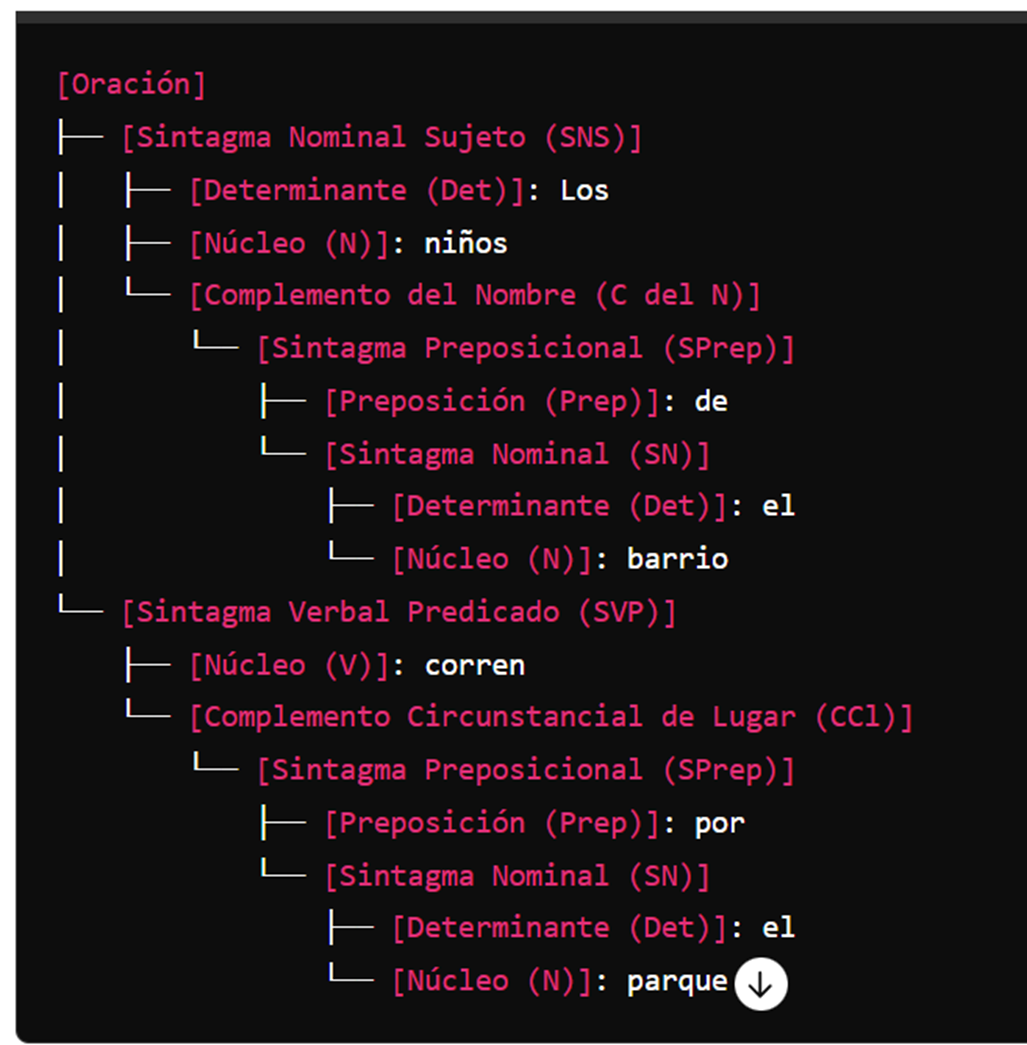 [Oración]
├── [Sintagma Nominal Sujeto (SNS)]
│   ├── [Determinante (Det)]: Los
│   ├── [Núcleo (N)]: niños
│   └── [Complemento del Nombre (C del N)]
│       └── [Sintagma Preposicional (SPrep)]
│           ├── [Preposición (Prep)]: de
│           └── [Sintagma Nominal (SN)]
│               ├── [Determinante (Det)]: el
│               └── [Núcleo (N)]: barrio
└── [Sintagma Verbal Predicado (SVP)]
    ├── [Núcleo (V)]: corren
    └── [Complemento Circunstancial de Lugar (CCl)]
        └── [Sintagma Preposicional (SPrep)]
            ├── [Preposición (Prep)]: por
            └── [Sintagma Nominal (SN)]
                ├── [Determinante (Det)]: el
                └── [Núcleo (N)]: parque